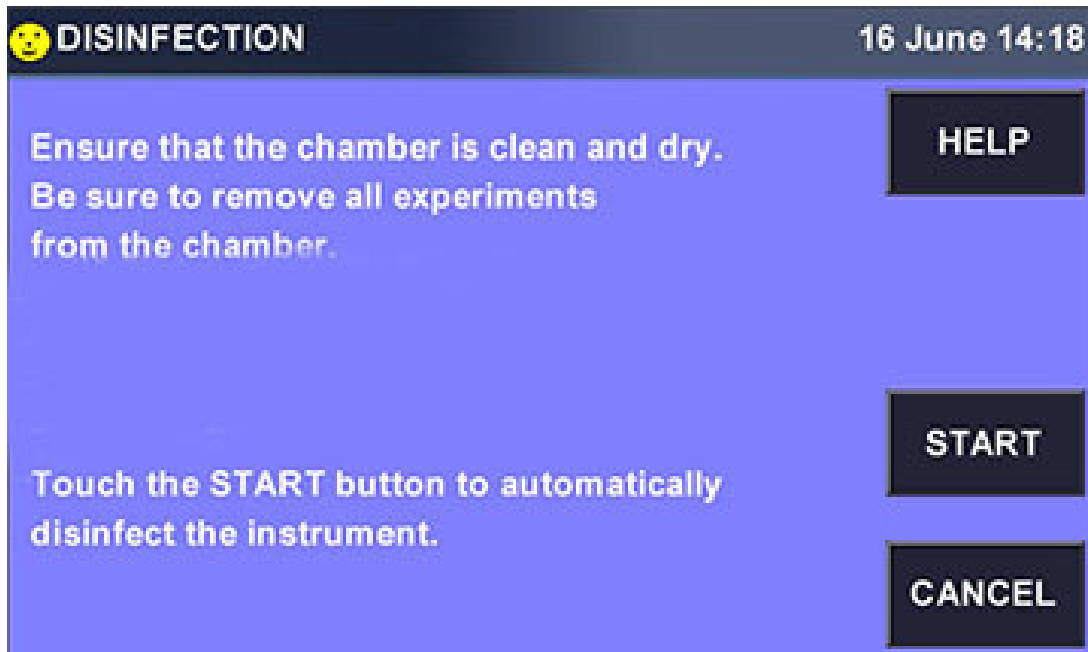 DISINFECTION 16 June 14:18
Ensure that the chamber is clean and dry.
Be sure to remove all experiments
from the chamber.
HELP
START
Touch the START button to automatically
disinfect the instrument.
CANCEL